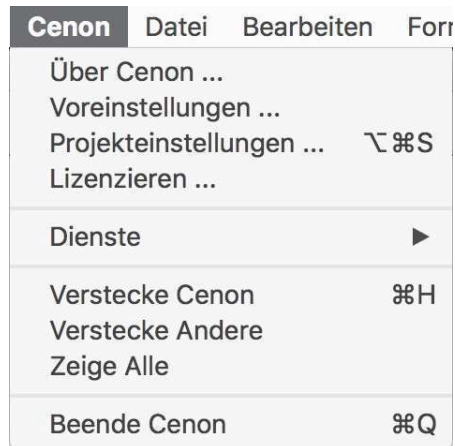 Cenon Datei Bearbeiten
Über Cenon ...
Voreinstellungen ...
Projekteinstellungen ... ⌥⌘S
Lizenzieren ...
Dienste ▶
Verstecke Cenon ⌘H
Verstecke Andere
Zeige Alle
Beende Cenon ⌘Q